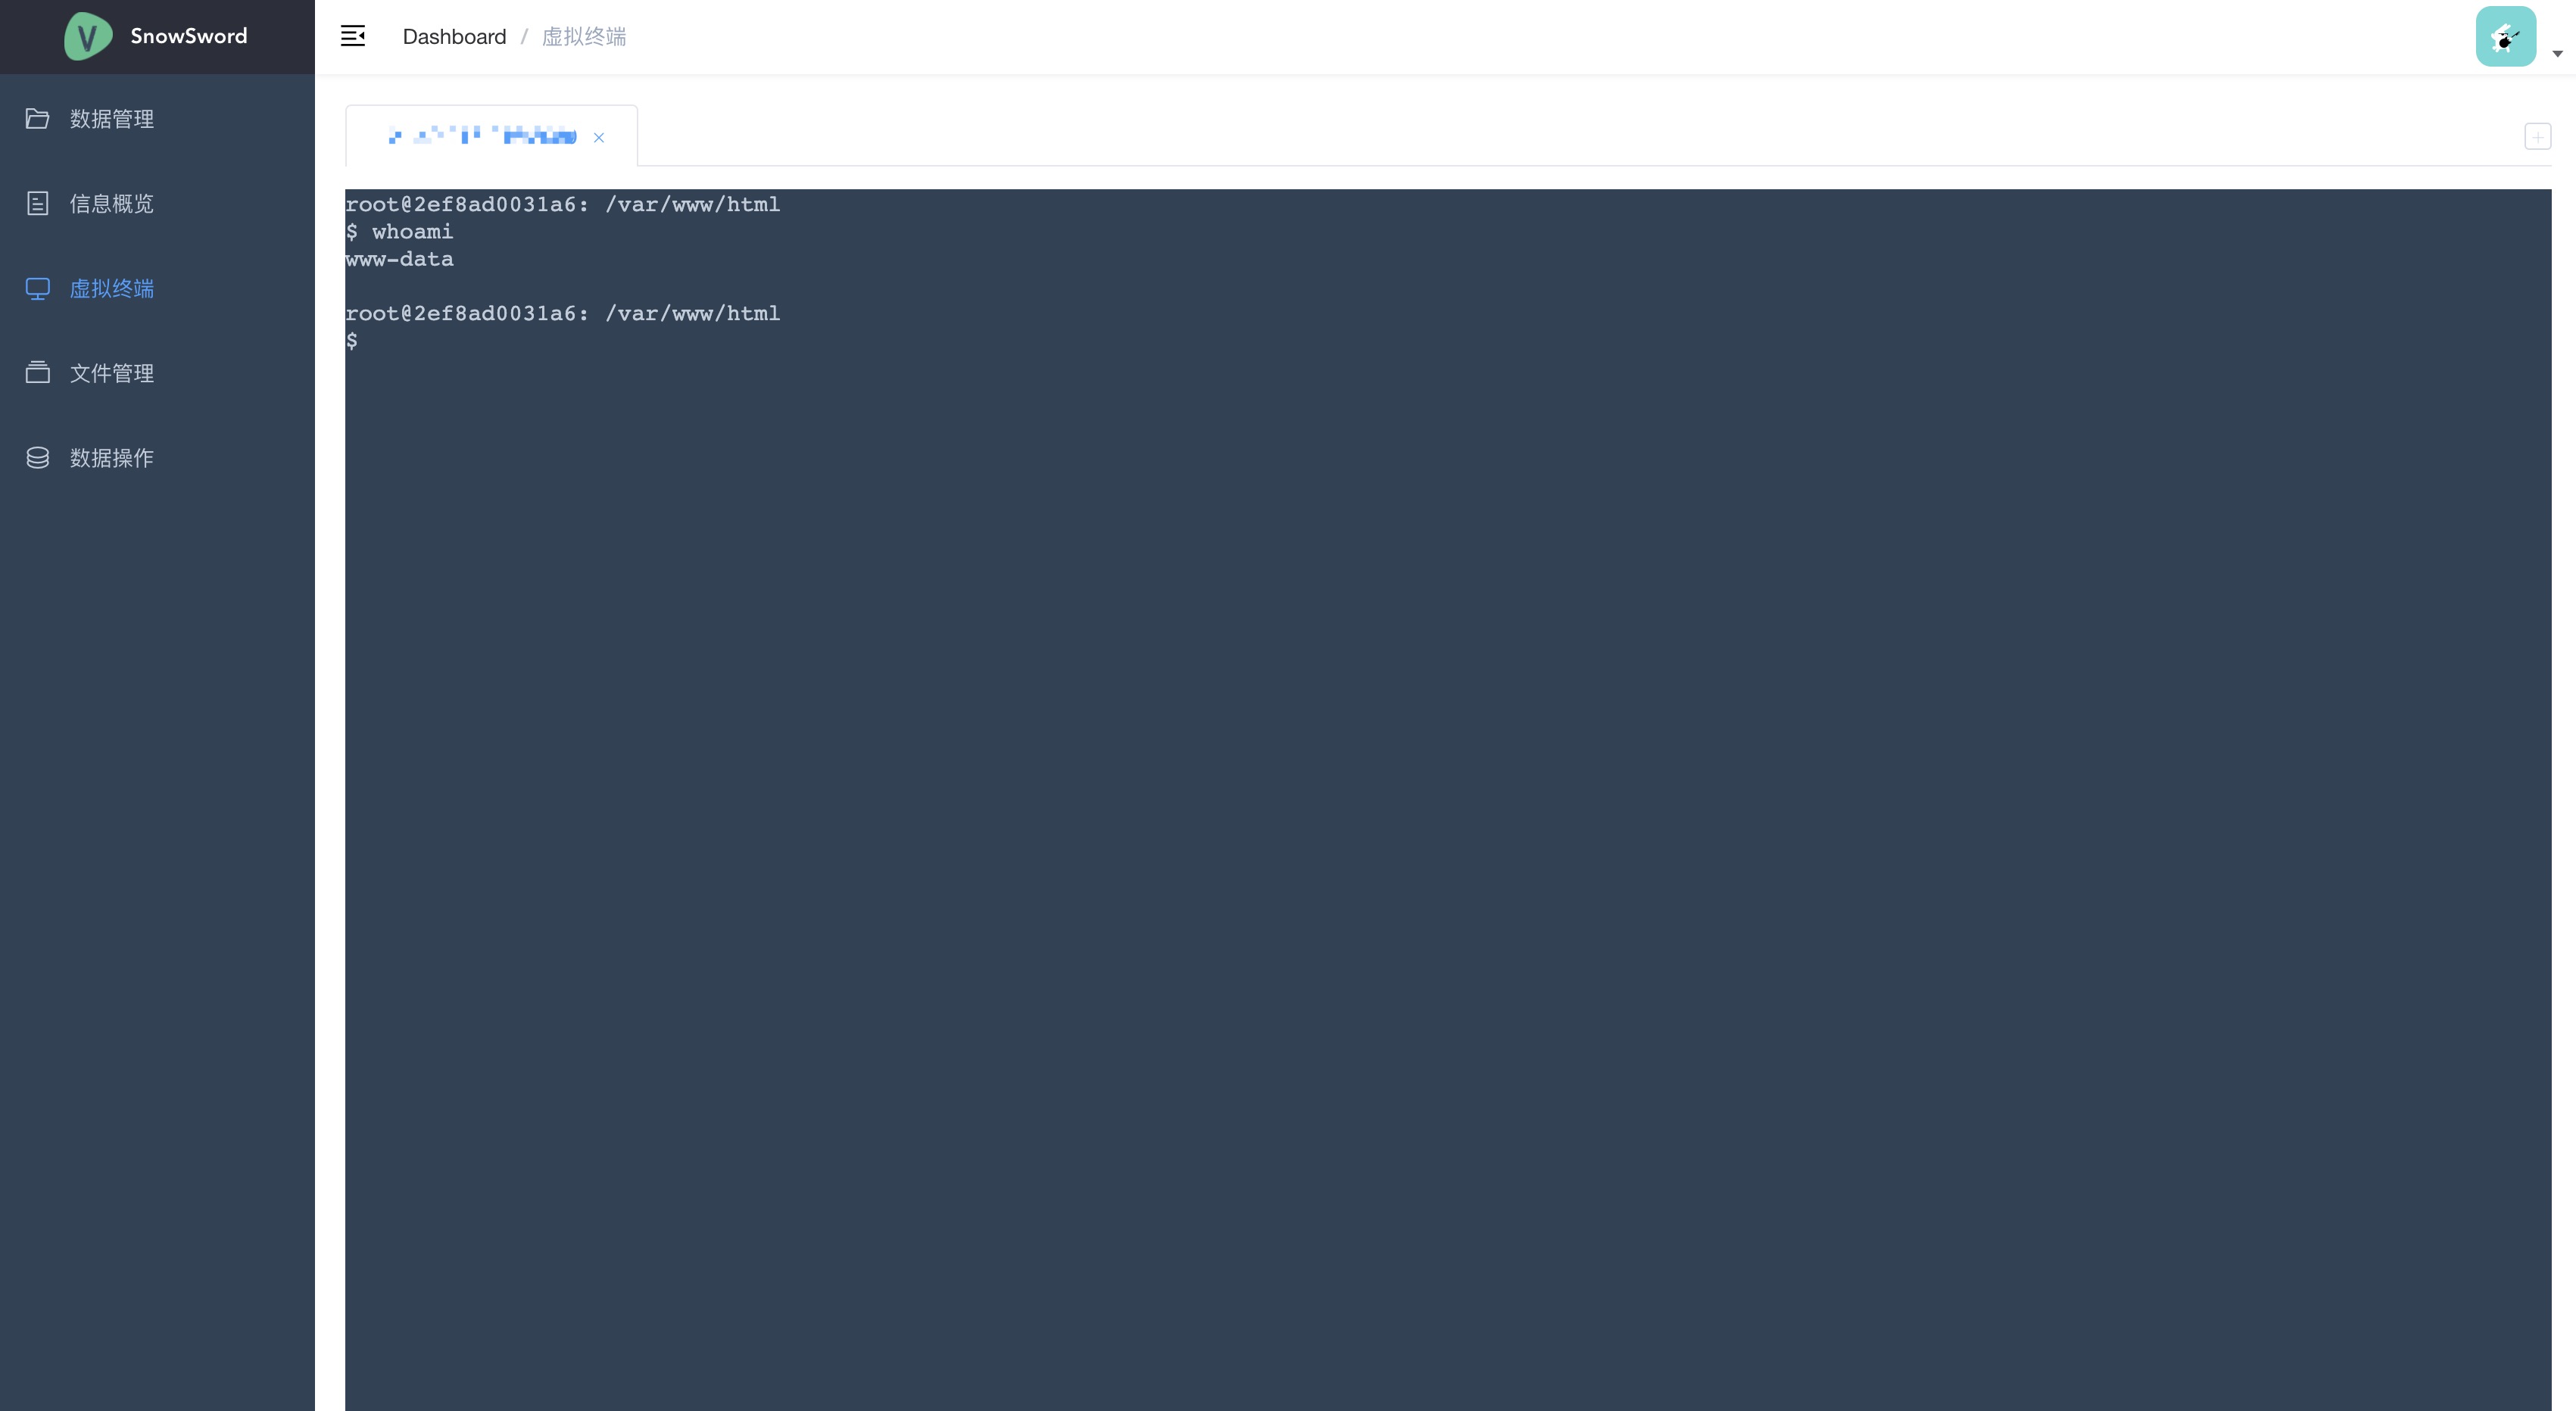 SnowSword
Dashboard / 虚拟终端
数据管理
信息概览
虚拟终端
文件管理
数据操作
root@2ef8ad0031a6: /var/www/html
$ whoami
www-data
root@2ef8ad0031a6: /var/www/html
$